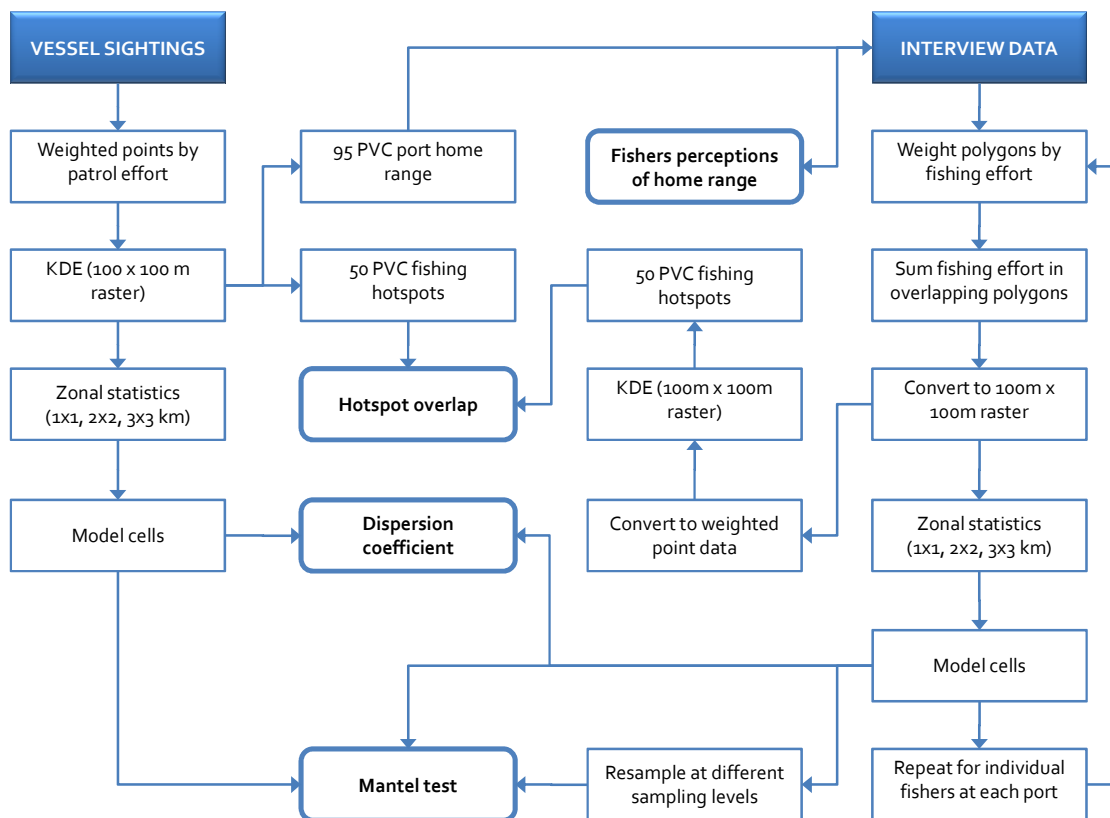 VESSEL SIGHTINGS
INTERVIEW DATA
Weighted points by
patrol effort
95 PVC port home
range
Fishers perceptions
of home range
Weight polygons by
fishing effort
KDE (100 x 100 m
raster)
50 PVC fishing
hotspots
50 PVC fishing
hotspots
Sum fishing effort in
overlapping polygons
Zonal statistics
(1x1, 2x2, 3x3 km)
Hotspot overlap
KDE (100m x 100m
raster)
Convert to 100m x
100m raster
Model cells
Dispersion
coefficient
Convert to weighted
point data
Zonal statistics
(1x1, 2x2, 3x3 km)
Model cells
Mantel test
Resample at different
sampling levels
Repeat for individual
fishers at each port